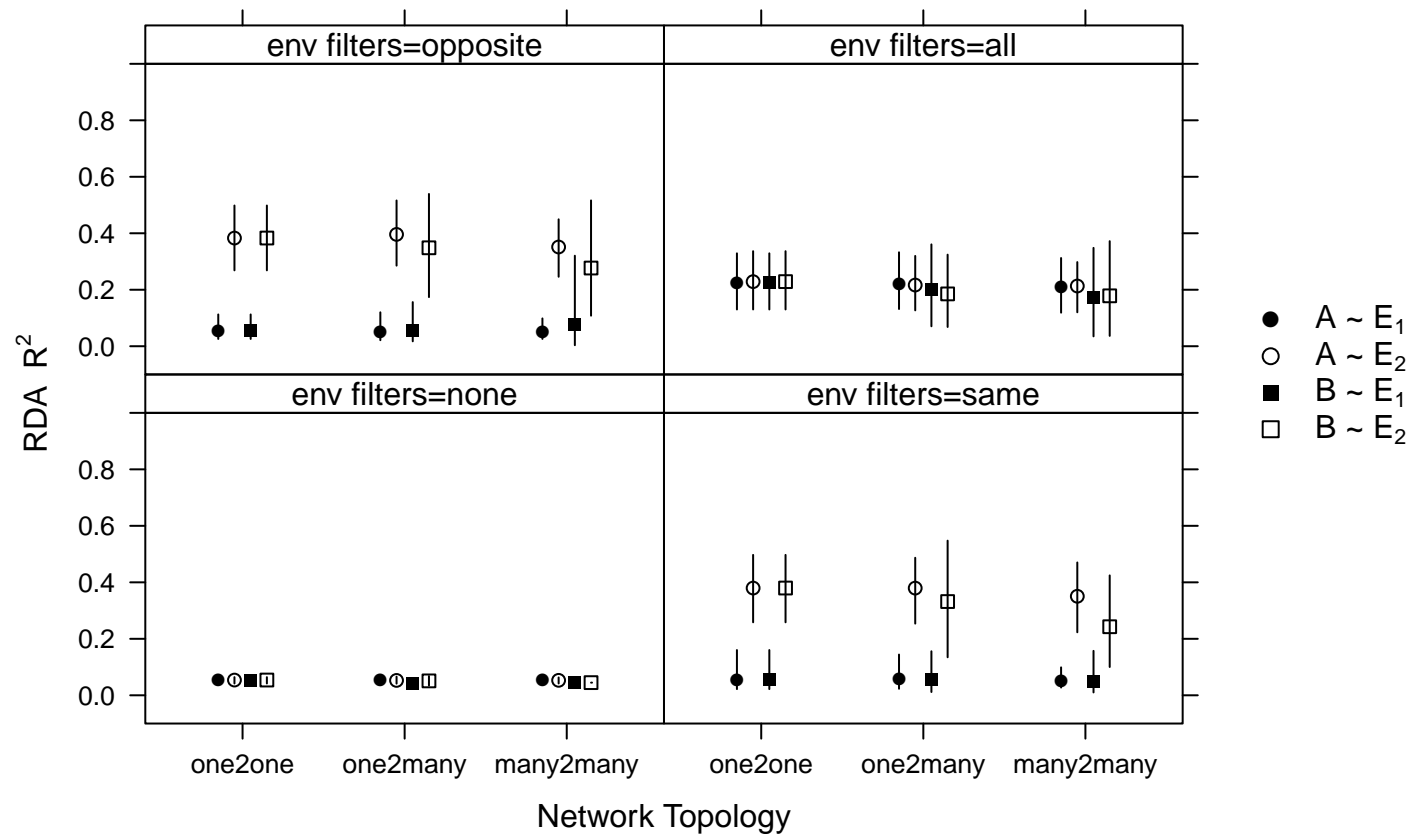 env filters=opposite
env filters=all
0.8
0.6
0.4
0.2
0.0
env filters=none
env filters=same
0.8
0.6
0.4
0.2
0.0
RDA R²
one2one one2many many2many one2one one2many many2many
Network Topology
A ~ E₁
A ~ E₂
B ~ E₁
B ~ E₂